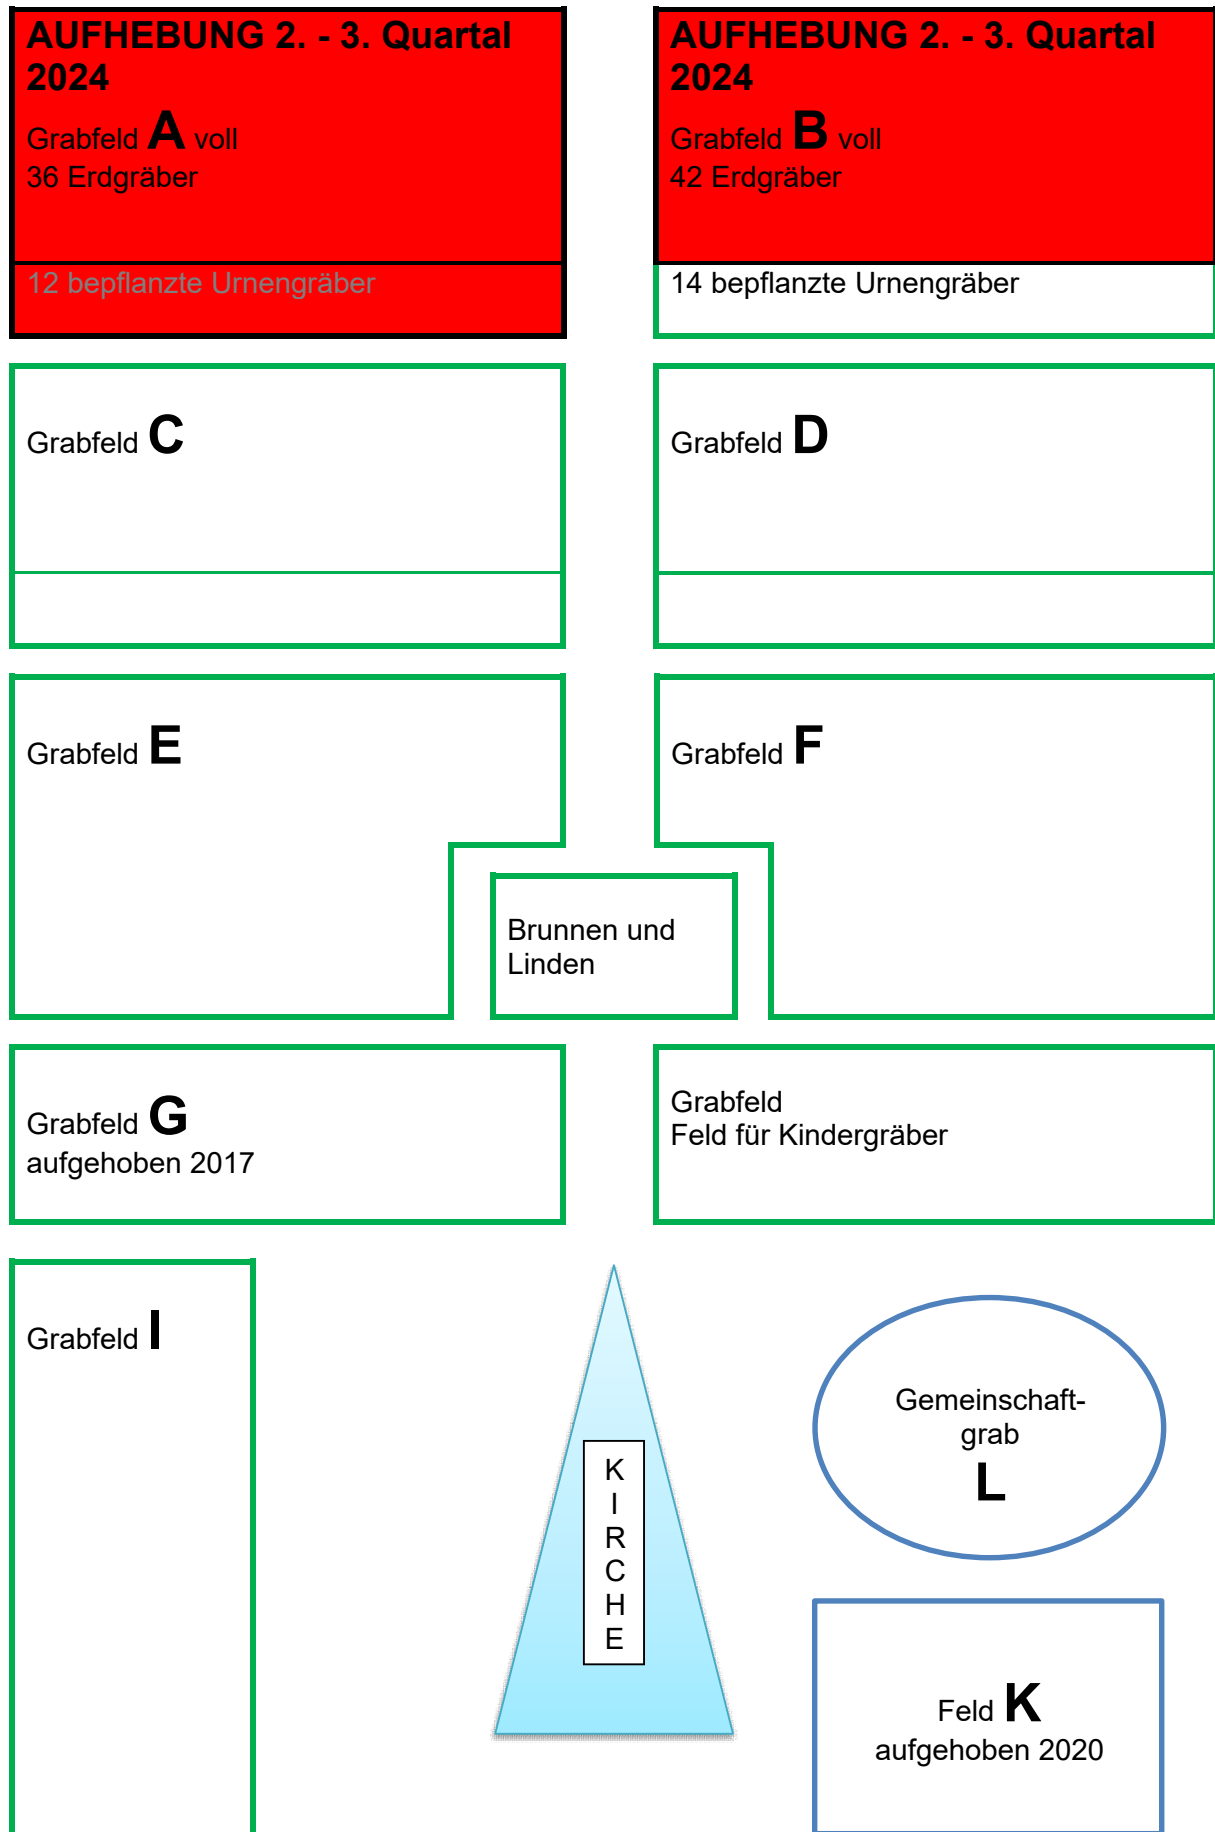 AUFHEBUNG 2. - 3. Quartal
2024
Grabfeld A voll
36 Erdgräber
12 bepflanzte Urnengräber
AUFHEBUNG 2. - 3. Quartal
2024
Grabfeld B voll
42 Erdgräber
14 bepflanzte Urnengräber
Grabfeld C
Grabfeld D
Grabfeld E
Grabfeld F
Brunnen und
Linden
Grabfeld G
aufgehoben 2017
Grabfeld
Feld für Kindergräber
Grabfeld I
K
I
R
C
H
E
Gemeinschaft-
grab
L
Feld K
aufgehoben 2020